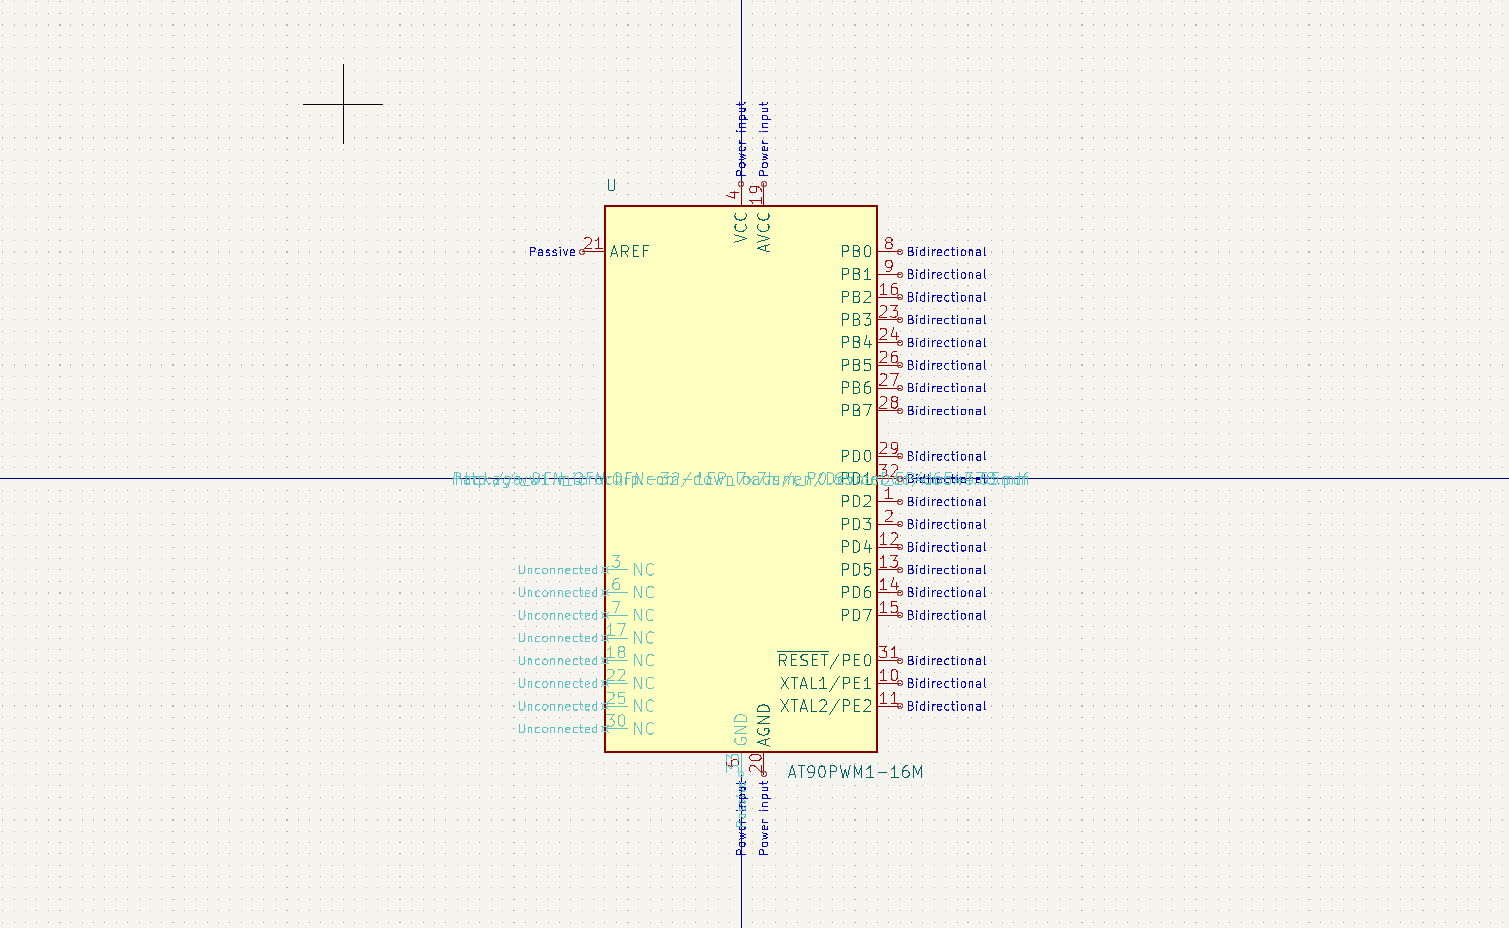 Power input
Power input
U
4
19
VCC
AVCC
Passive 21 AREF
PB0 8 Bidirectional
PB1 9 Bidirectional
PB2 16 Bidirectional
PB3 23 Bidirectional
PB4 24 Bidirectional
PB5 26 Bidirectional
PB6 27 Bidirectional
PB7 28 Bidirectional
PD0 29 Bidirectional
PD1 32 Bidirectional
PD2 1 Bidirectional
PD3 2 Bidirectional
PD4 12 Bidirectional
Unconnected 3 NC
PD5 13 Bidirectional
Unconnected 6 NC
PD6 14 Bidirectional
Unconnected 7 NC
PD7 15 Bidirectional
Unconnected 17 NC
Unconnected 18 NC
RESET/PE0 31 Bidirectional
Unconnected 22 NC
XTAL1/PE1 10 Bidirectional
Unconnected 25 NC
XTAL2/PE2 11 Bidirectional
Unconnected 30 NC
GND
AGND
5
20
AT90PWM1-16M
Power input
Power input